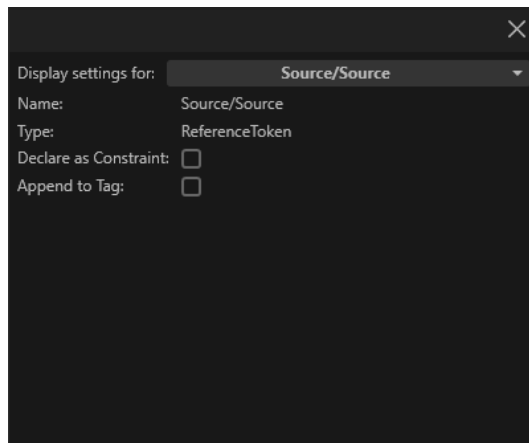 Display settings for: Source/Source
Name: Source/Source
Type: ReferenceToken
Declare as Constraint:
Append to Tag: